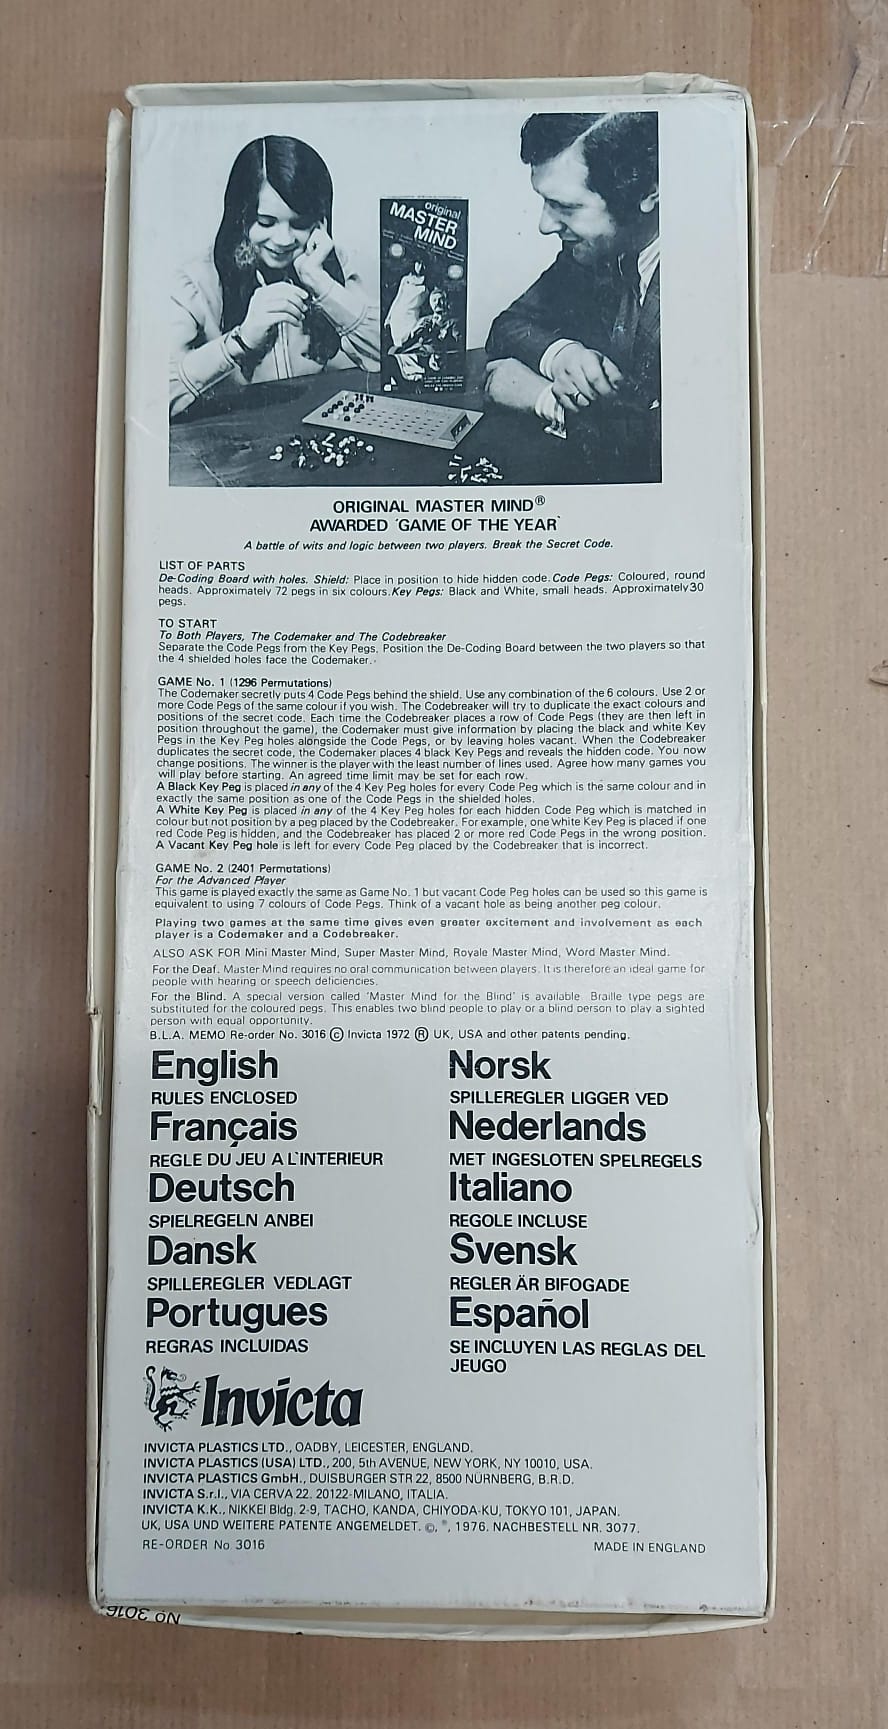 original
MASTER
MIND
ORIGINAL MASTER MIND®
AWARDED 'GAME OF THE YEAR'
A battle of wits and logic between two players. Break the Secret Code.
LIST OF PARTS
De-Coding Board with holes. Shield: Place in position to hide hidden code. Code Pegs: Coloured, round
heads. Approximately 72 pegs in six colours. Key Pegs: Black and White, small heads. Approximately 30
pegs.
TO START
To Both Players, The Codemaker and The Codebreaker
Separate the Code Pegs from the Key Pegs, Position the De-Coding Board between the two players so that
the 4 shielded holes face the Codemaker.
GAME No. 1 (1296 Permutations)
The Codemaker secretly puts 4 Code Pegs behind the shield. Use any combination of the 6 colours. Use 2 or
more Code Pegs of the same colour if you wish. The Codebreaker will try to duplicate the exact colours and
positions of the secret code. Each time the Codebreaker places a row of Code Pegs (they are then left in
position throughout the game), the Codemaker must give information by placing the black and white Key
Pegs in the Key Peg holes alongside the Code Pegs, or by leaving holes vacant. When the Codebreaker
duplicates the secret code, the Codemaker places 4 black Key Pegs and reveals the hidden code. You now
change positions. The winner is the player with the least number of lines used. Agree how many games you
will play before starting. An agreed time limit may be set for each row.
A Black Key Peg is placed in any of the 4 Key Peg holes for every Code Peg which is the same colour and in
exactly the same position as one of the Code Pegs in the shielded holes.
A White Key Peg is placed in any of the 4 Key Peg holes for each hidden Code Peg which is matched in
colour but not position by a peg placed by the Codebreaker. For example, one white Key Peg is placed if one
red Code Peg is hidden, and the Codebreaker has placed 2 or more red Code Pegs in the wrong position.
A Vacant Key Peg hole is left for every Code Peg placed by the Codebreaker that is incorrect.
GAME No. 2 (2401 Permutations)
For the Advanced Player
This game is played exactly the same as Game No. 1 but vacant Code Peg holes can be used so this game is
equivalent to using 7 colours of Code Pegs. Think of a vacant hole as being another peg colour.
Playing two games at the same time gives even greater excitement and involvement as each
player is a Codemaker and a Codebreaker.
ALSO ASK FOR Mini Master Mind, Super Master Mind, Royale Master Mind, Word Master Mind.
For the Deaf. Master Mind requires no oral communication between players. It is therefore an ideal game for
people with hearing or speech deficiencies.
For the Blind. A special version called 'Master Mind for the Blind' is available. Braille type pegs are
substituted for the coloured pegs. This enables two blind people to play or a blind person to play a sighted
person with equal opportunity.
B.L.A. MEMO Re-order No. 3016 © Invicta 1972 ® UK, USA and other patents pending.
English
RULES ENCLOSED
Français
REGLE DU JEU A L'INTERIEUR
Deutsch
SPIELREGELN ANBEI
Dansk
SPILLEREGLER VEDLAGT
Portugues
REGRAS INCLUIDAS
Norsk
SPILLEREGLER LIGGER VED
Nederlands
MET INGESLOTEN SPELREGELS
Italiano
REGOLE INCLUSE
Svensk
REGLER ÄR BIFOGADE
Español
SE INCLUYEN LAS REGLAS DEL
JEUGO
Invicta
INVICTA PLASTICS LTD., OADBY, LEICESTER, ENGLAND.
INVICTA PLASTICS (USA) LTD., 200, 5th AVENUE, NEW YORK, NY 10010, USA.
INVICTA PLASTICS GmbH., DUISBURGER STR 22, 8500 NÜRNBERG, B.R.D.
INVICTA S.r.l., VIA CERVA 22. 20122-MILANO, ITALIA.
INVICTA K.K., NIKKEI Bldg. 2-9, TACHO, KANDA, CHIYODA-KU, TOKYO 101, JAPAN.
UK, USA UND WEITERE PATENTE ANGEMELDET. ©, ®, 1976. NACHBESTELL NR. 3077.
RE-ORDER No 3016 MADE IN ENGLAND
No 3016